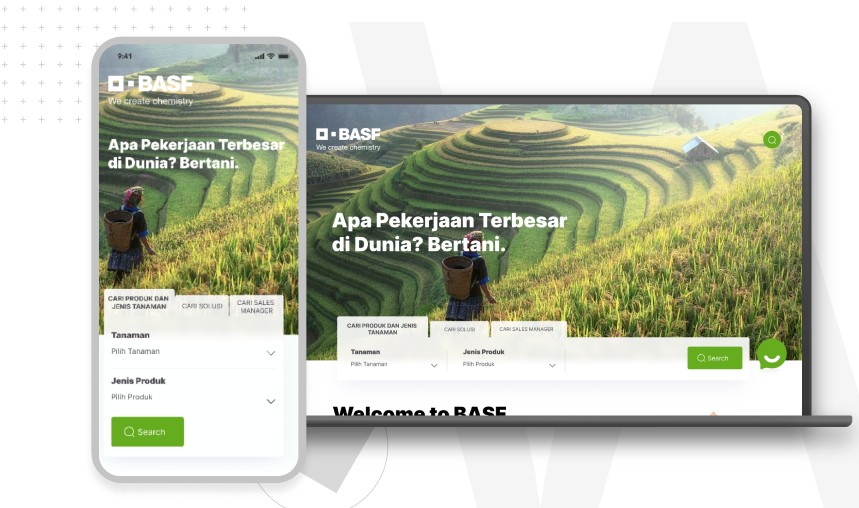 9:41
BASF
We create chemistry
Apa Pekerjaan Terbesar
di Dunia? Bertani.
CARI PRODUK DAN
JENIS TANAMAN
CARI SOLUSI
CARI SALES
MANAGER
Tanaman
Pilih Tanaman
Jenis Produk
Pilih Produk
Search
BASF
We create chemistry
Apa Pekerjaan Terbesar
di Dunia? Bertani.
CARI PRODUK DAN JENIS
TANAMAN
CARI SOLUSI
CARI SALES MANAGER
Tanaman
Jenis Produk
Pilih Tanaman
Pilih Produk
Search
Welcome to BASF